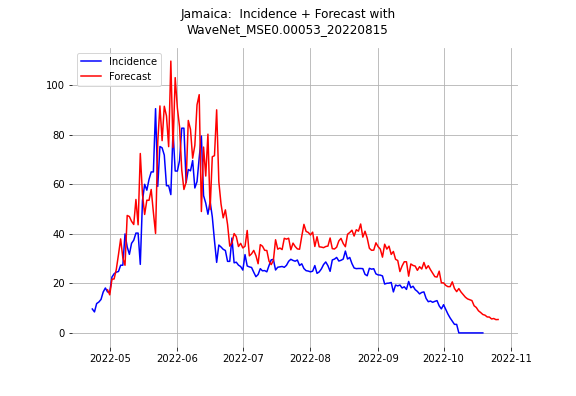 Jamaica:  Incidence + Forecast with
WaveNet_MSE0.00053_20220815
Incidence
Forecast
100
80
60
40
20
0
2022-05 2022-06 2022-07 2022-08 2022-09 2022-10 2022-11